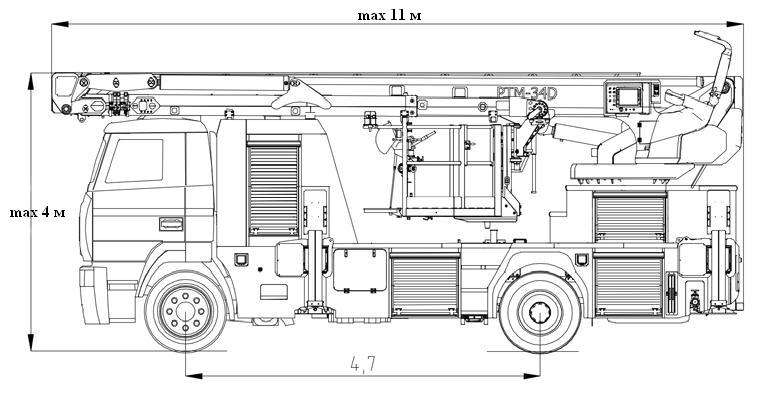 max 11 м
PTM-34D
max 4 м
4,7